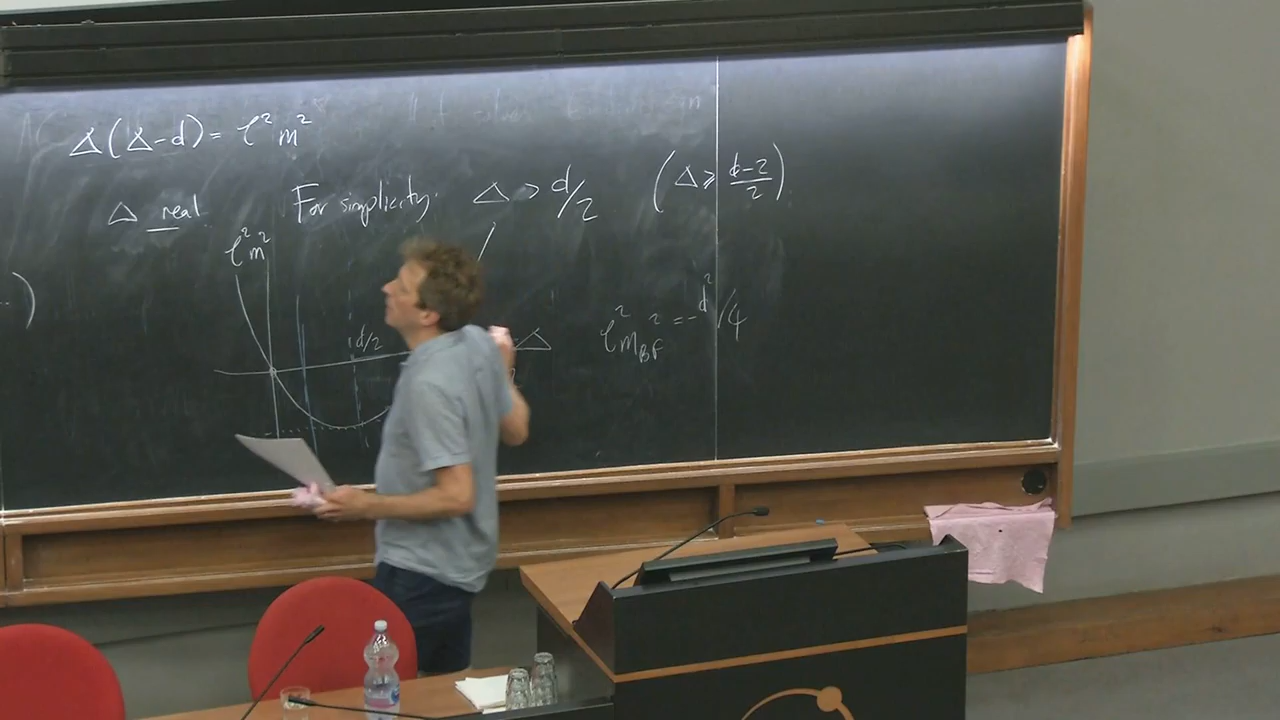 Δ(Δ-d) = ℓ²m²
Δ real For simplicity: Δ > d/2 (Δ ≥ (d-2)/2)
ℓ²m²
-)
d/2 Δ
ℓ²m²_BF = -d²/4